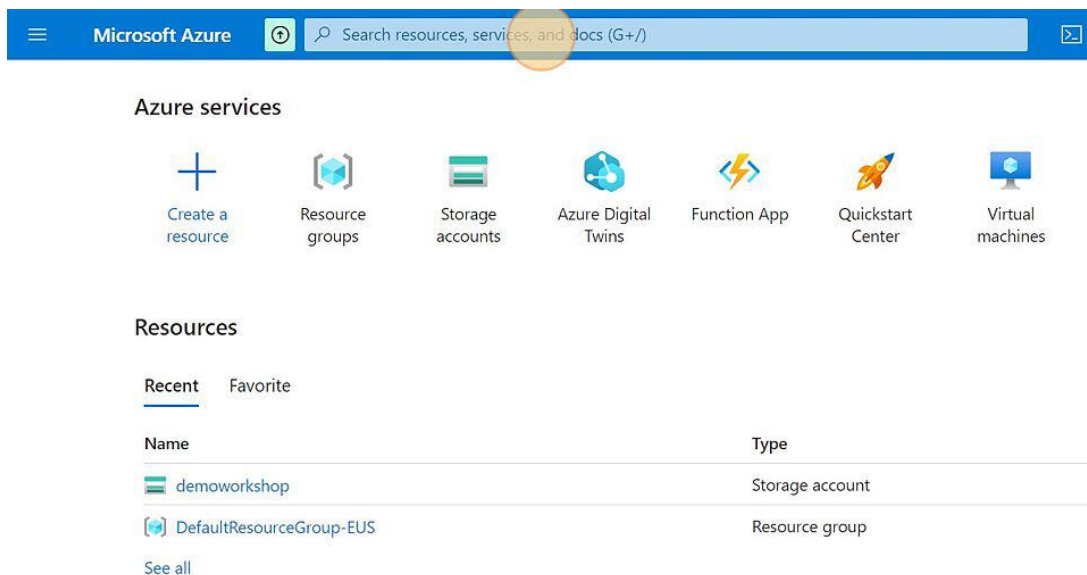 Microsoft Azure
Search resources, services, and docs (G+/)
Azure services
Create a resource
Resource groups
Storage accounts
Azure Digital Twins
Function App
Quickstart Center
Virtual machines
Resources
Recent Favorite
Name Type
demoworkshop Storage account
DefaultResourceGroup-EUS Resource group
See all